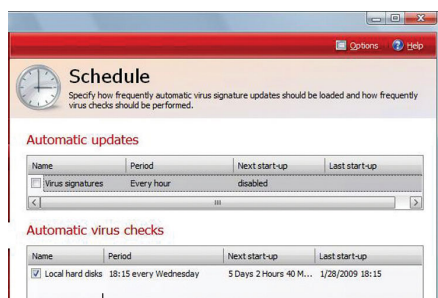 Options Help
Schedule
Specify how frequently automatic virus signature updates should be loaded and how frequently
virus checks should be performed.
Automatic updates
Name Period Next start-up Last start-up
Virus signatures Every hour disabled
Automatic virus checks
Name Period Next start-up Last start-up
Local hard disks 18:15 every Wednesday 5 Days 2 Hours 40 M... 1/28/2009 18:15